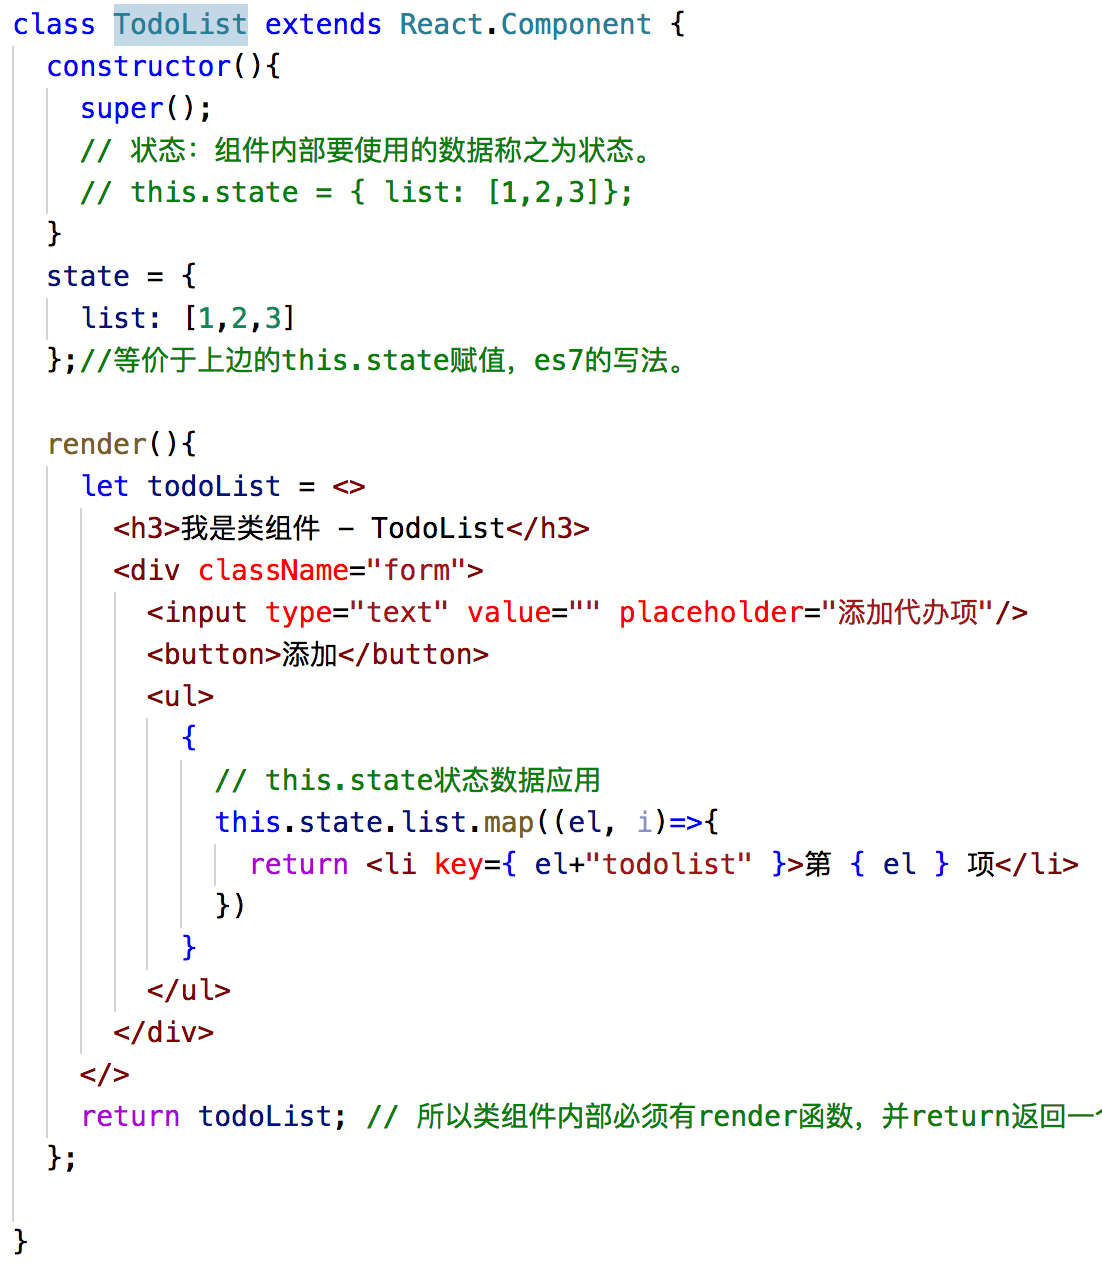 class TodoList extends React.Component {
constructor(){
super();
// 状态：组件内部要使用的数据称之为状态。
// this.state = { list: [1,2,3]};
}
state = {
list: [1,2,3]
};//等价于上边的this.state赋值，es7的写法。
render(){
let todoList = <>
<h3>我是类组件 - TodoList</h3>
<div className="form">
<input type="text" value="" placeholder="添加代办项"/>
<button>添加</button>
<ul>
{
// this.state状态数据应用
this.state.list.map((el, i)=>{
return <li key={ el+"todolist" }>第 { el } 项</li>
})
}
</ul>
</div>
</>
return todoList; // 所以类组件内部必须有render函数，并return返回一
};
}